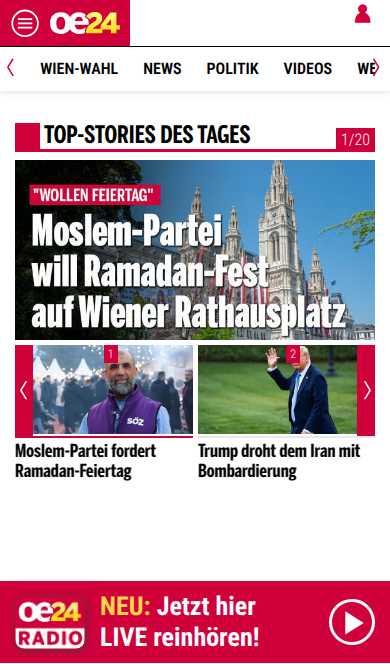 oe24
WIEN-WAHL NEWS POLITIK VIDEOS WE
TOP-STORIES DES TAGES
1/20
"WOLLEN FEIERTAG"
Moslem-Partei
will Ramadan-Fest
auf Wiener Rathausplatz
1
2
SÖZ
Moslem-Partei fordert
Ramadan-Feiertag
Trump droht dem Iran mit
Bombardierung
oe24
RADIO
NEU: Jetzt hier
LIVE reinhören!